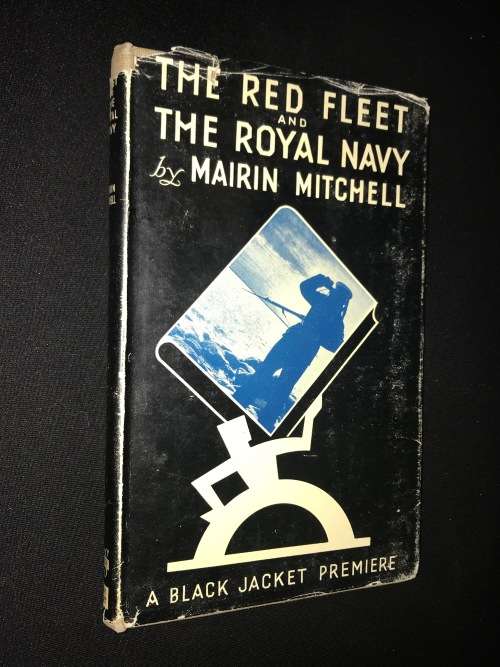 THE RED FLEET
AND
THE ROYAL NAVY
by MAIRIN MITCHELL
A BLACK JACKET PREMIERE